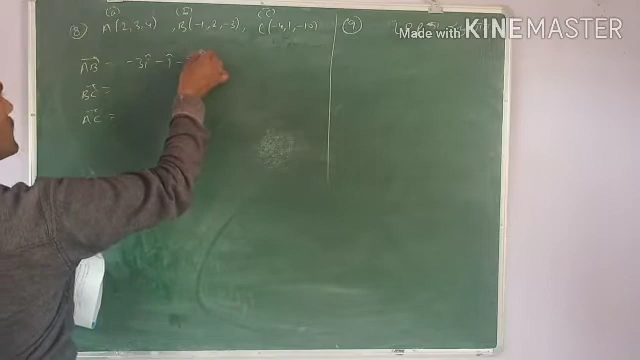 Made with
KINEMASTER
(A) (B) (C)
8) A(2,3,4) , B(-1,2,-3), C(-4,1,-10) 9
AB = -3î - ĵ -
BC =
AC =